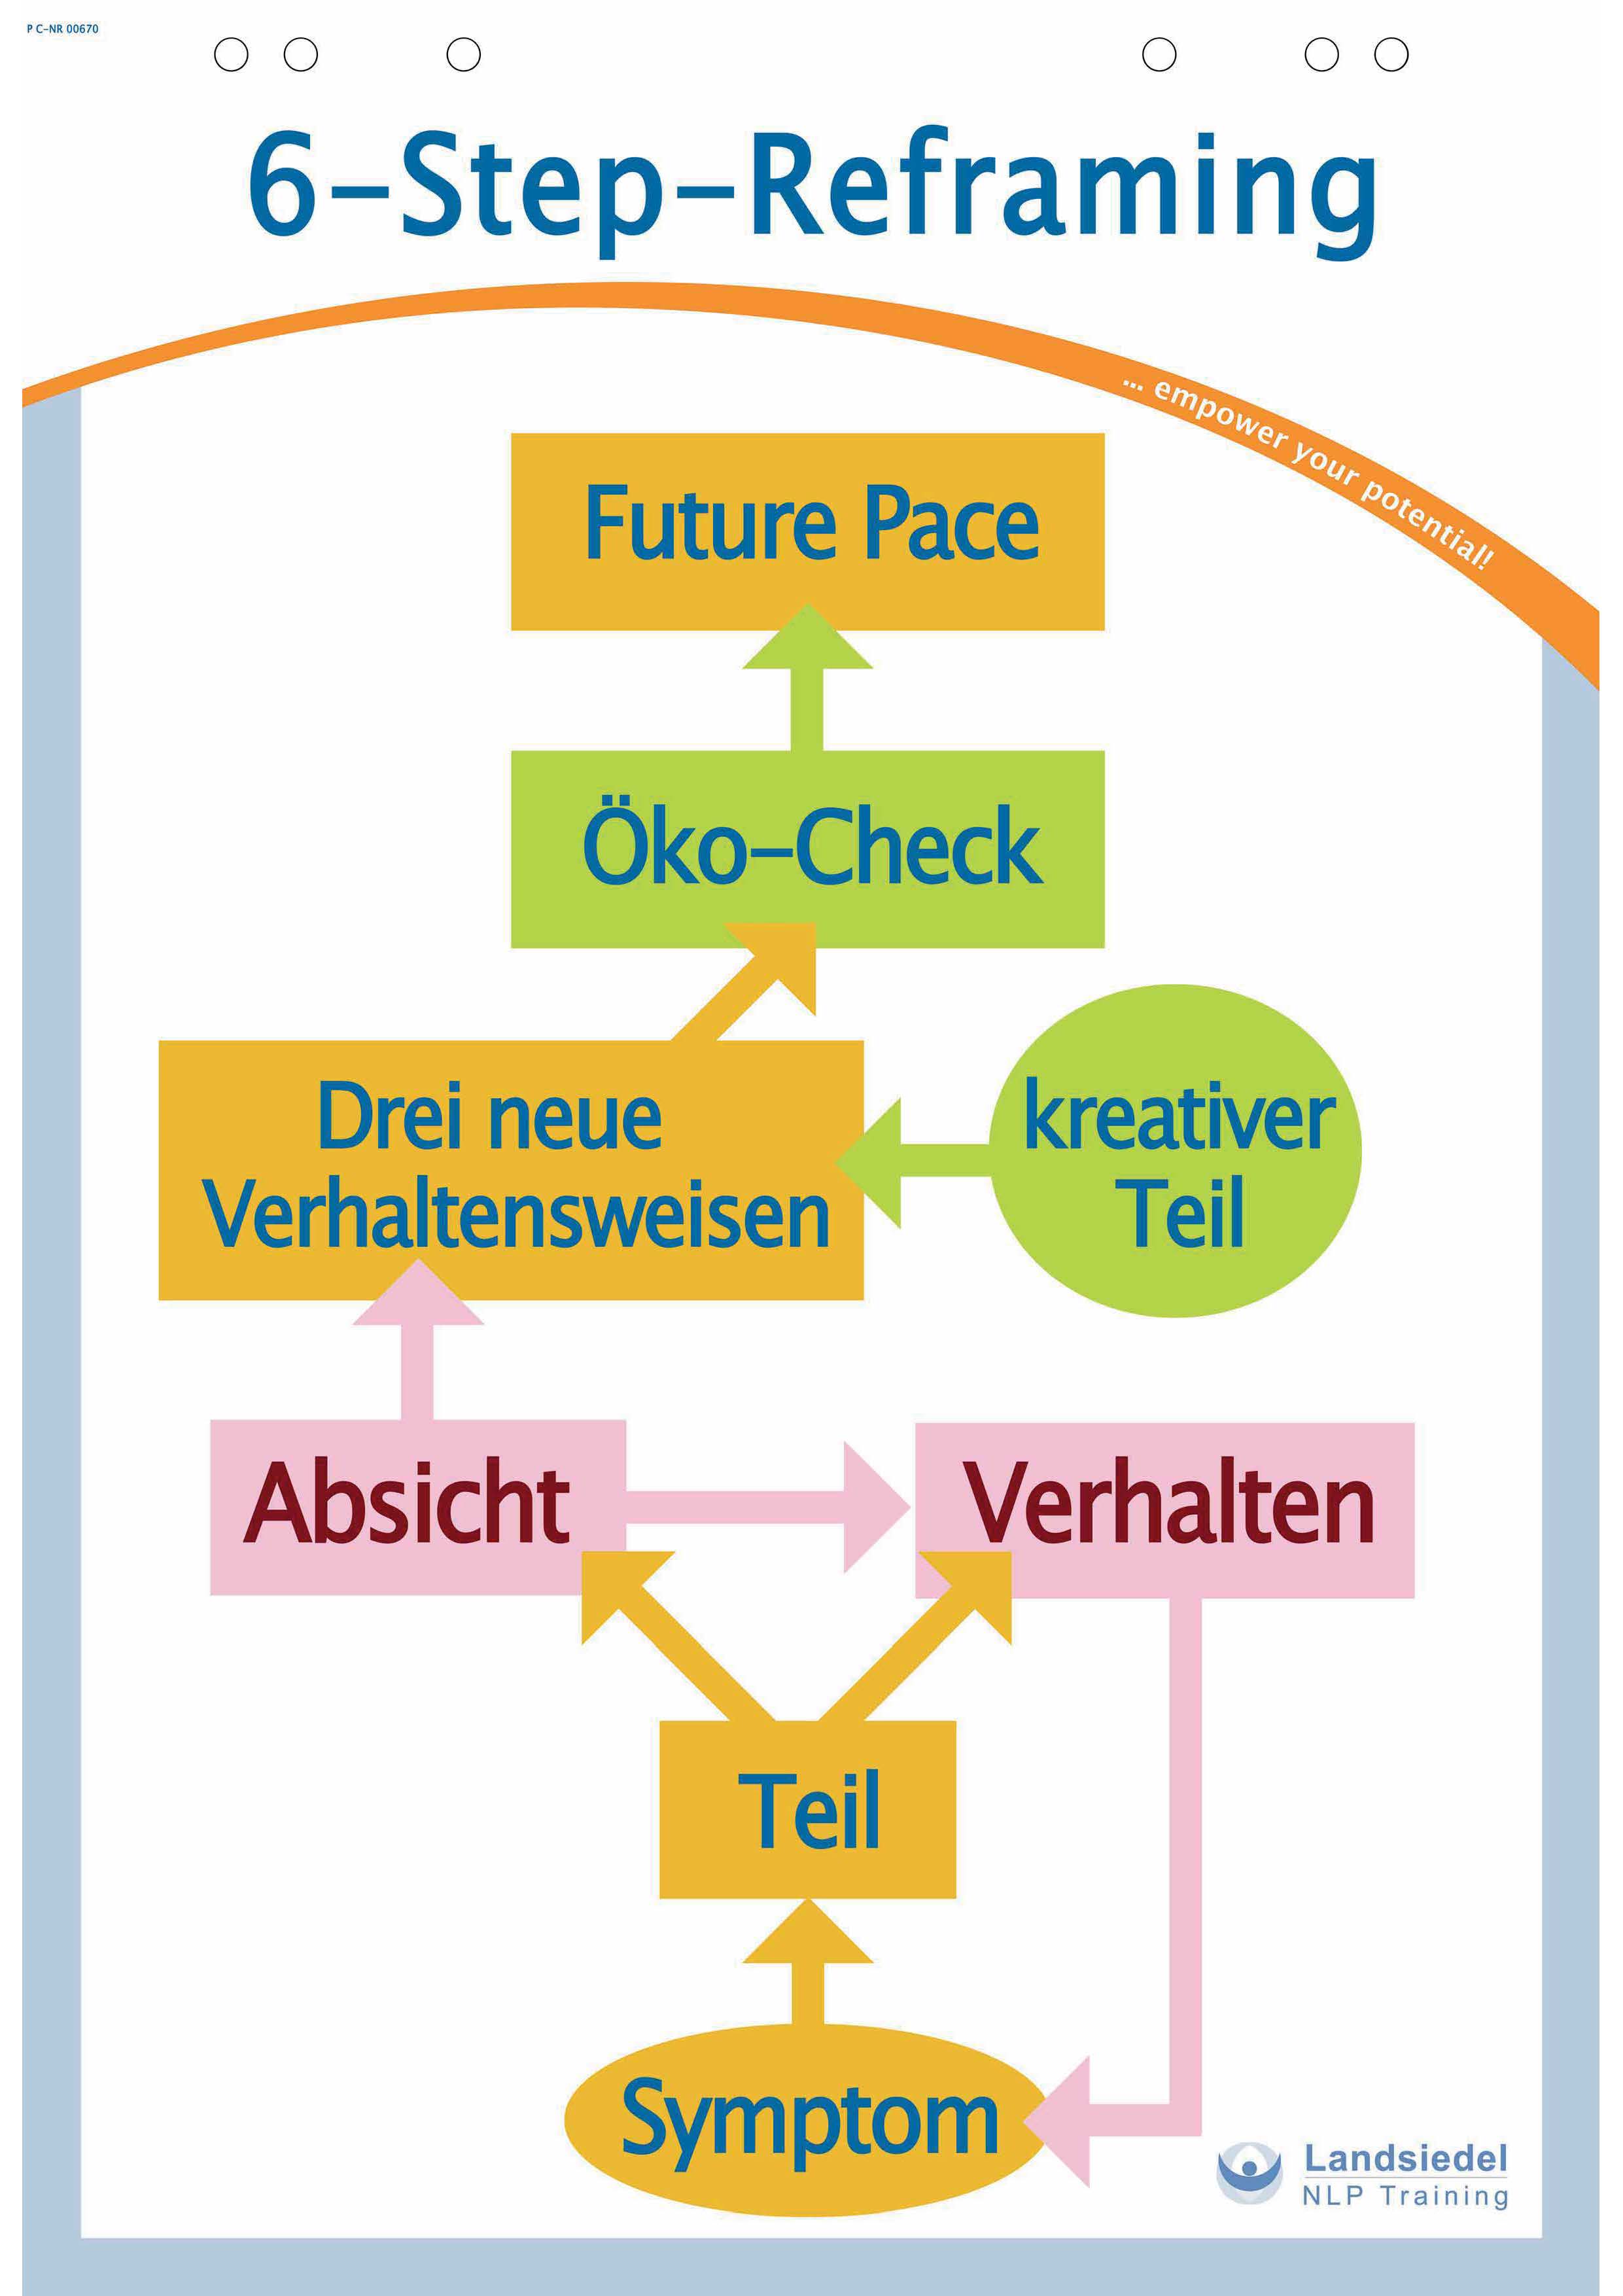 P C-NR 00670
6-Step-Reframing
... empower your potential!
Future Pace
Öko-Check
Drei neue
Verhaltensweisen
kreativer
Teil
Absicht
Verhalten
Teil
Symptom
Landsiedel
NLP Training